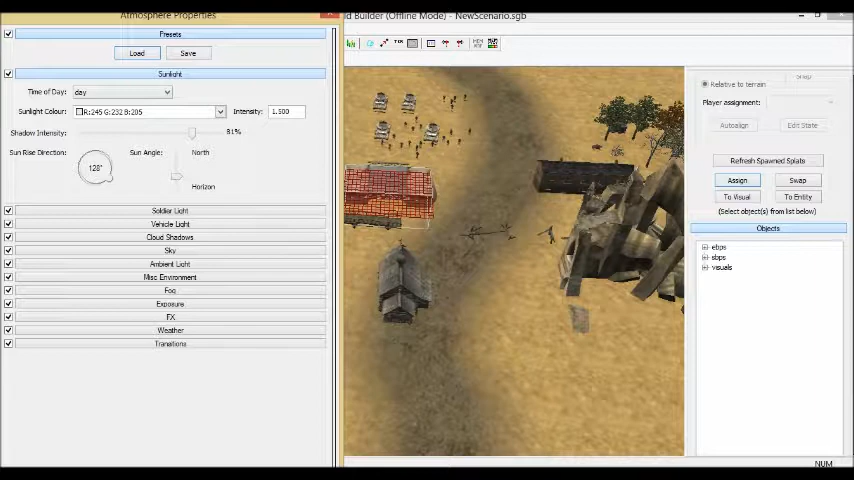 Atmosphere Properties
ld Builder (Offline Mode) - NewScenario.sgb
Presets
Load
Save
Sunlight
Time of Day:
day
Sunlight Colour:
R:245 G:232 B:205
Intensity:
1.500
Shadow Intensity:
81%
Sun Rise Direction:
128°
Sun Angle:
North
Horizon
Soldier Light
Vehicle Light
Cloud Shadows
Sky
Ambient Light
Misc Environment
Fog
Exposure
FX
Weather
Transitions
Relative to terrain
Player assignment:
Autoalign
Edit State
Refresh Spawned Splats
Assign
Swap
To Visual
To Entity
(Select object(s) from list below)
Objects
ebps
sbps
visuals
NUM